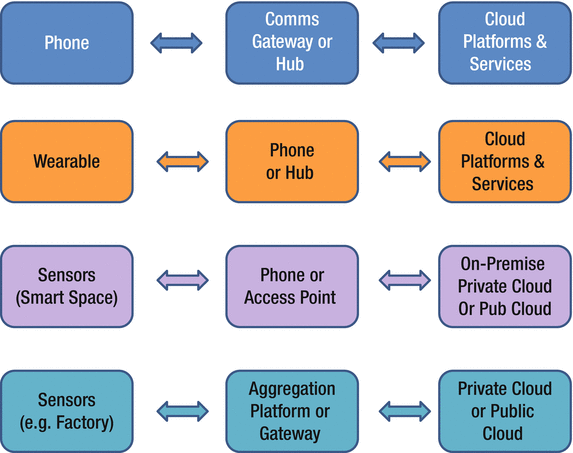 Phone
Comms
Gateway or
Hub
Cloud
Platforms &
Services
Wearable
Phone
or Hub
Cloud
Platforms &
Services
Sensors
(Smart Space)
Phone or
Access Point
On-Premise
Private Cloud
Or Pub Cloud
Sensors
(e.g. Factory)
Aggregation
Platform or
Gateway
Private Cloud
or Public
Cloud